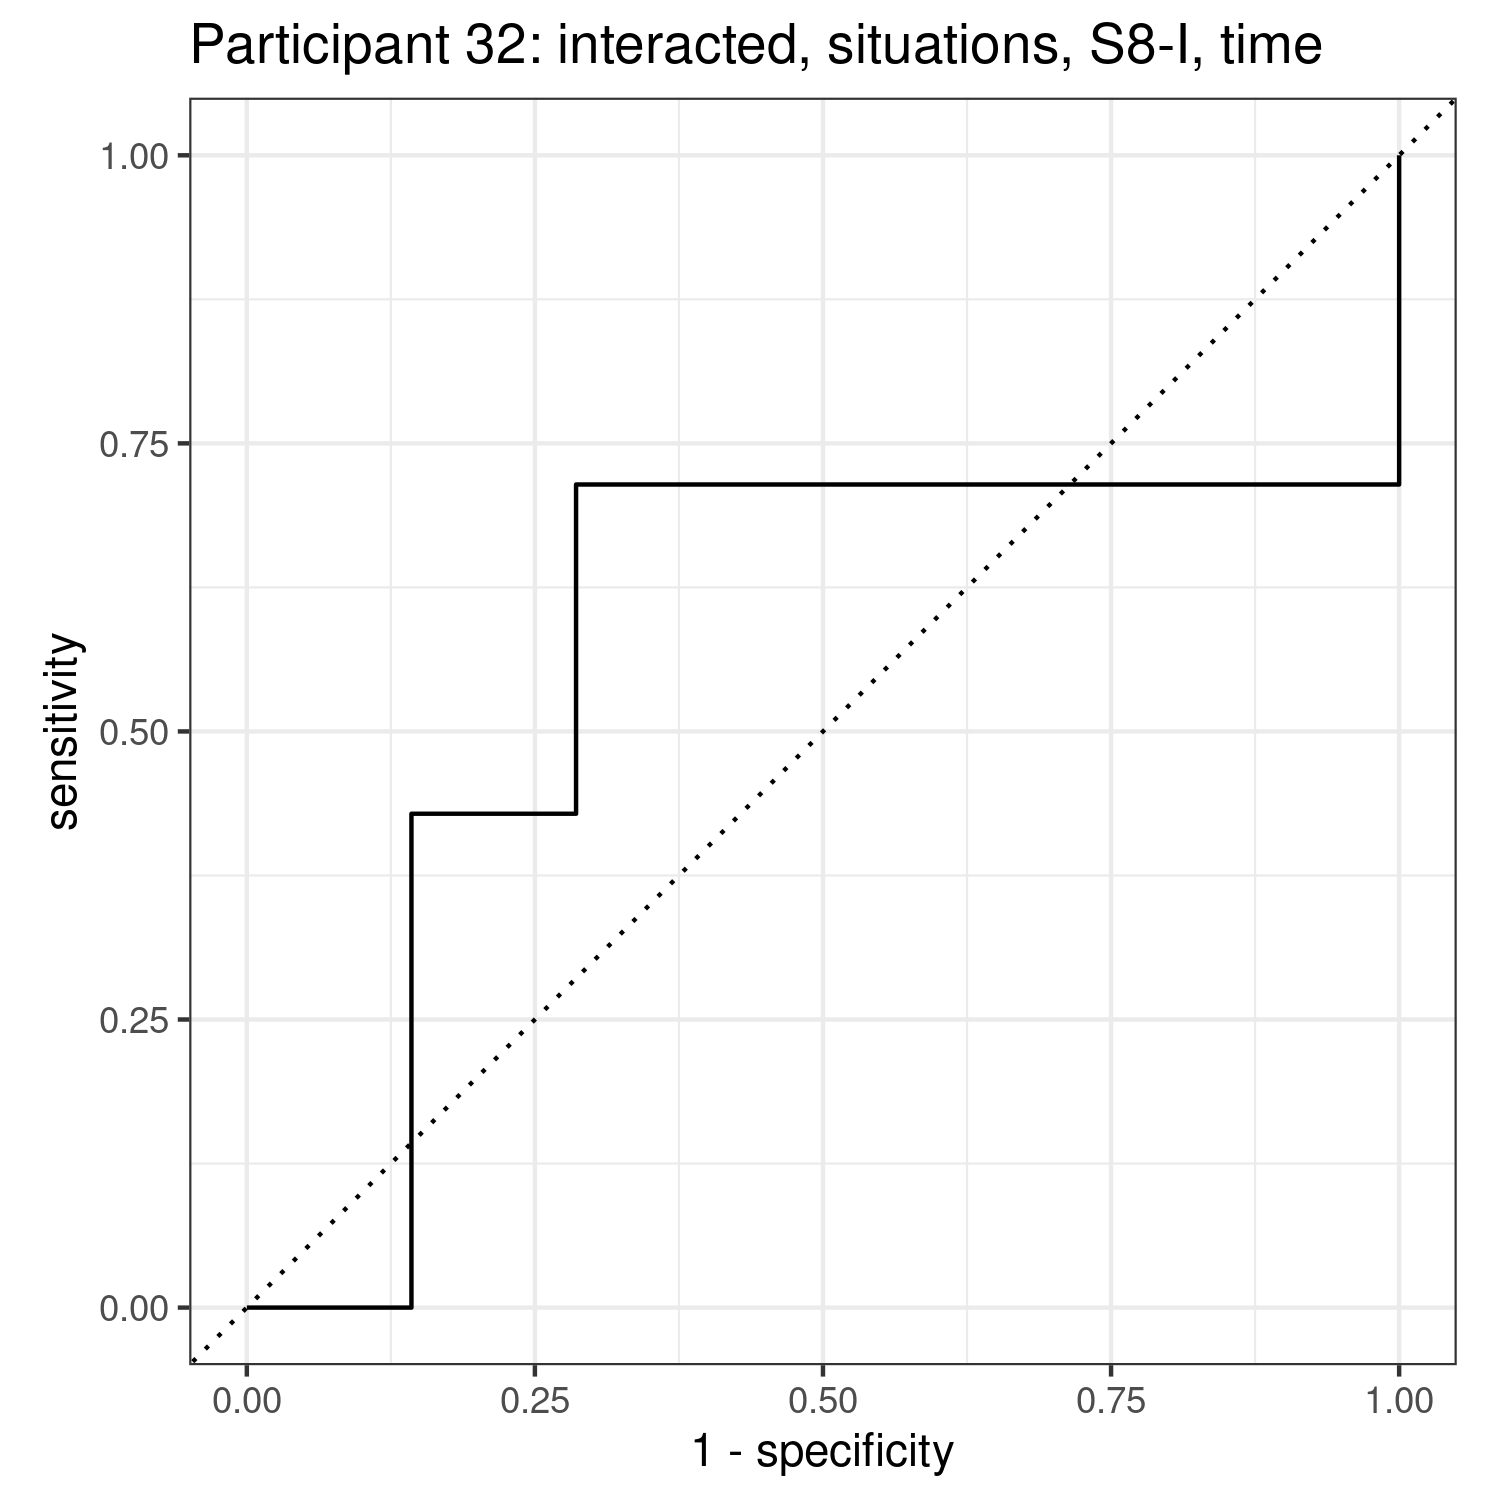 Participant 32: interacted, situations, S8-I, time
1.00
0.75
0.50
0.25
0.00
sensitivity
0.00 0.25 0.50 0.75 1.00
1 - specificity